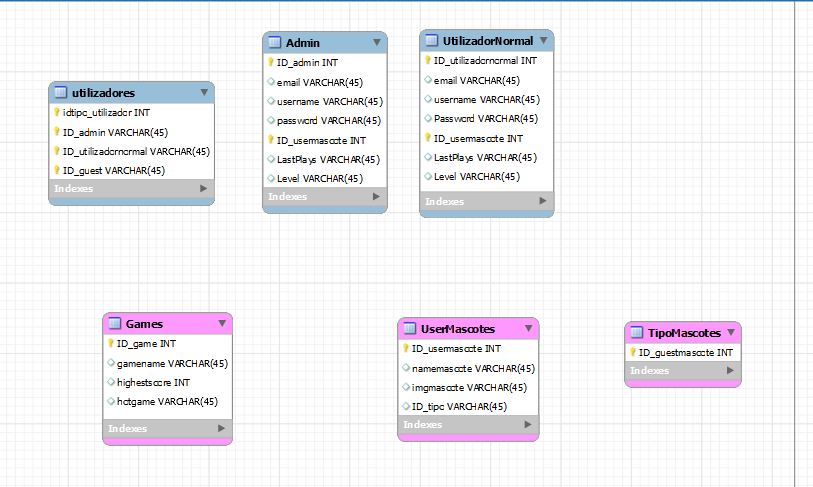 utilizadores
idtipo_utilizador INT
ID_admin VARCHAR(45)
ID_utilizadornormal VARCHAR(45)
ID_guest VARCHAR(45)
Indexes
Admin
ID_admin INT
email VARCHAR(45)
username VARCHAR(45)
password VARCHAR(45)
ID_usermascote INT
LastPlays VARCHAR(45)
Level VARCHAR(45)
Indexes
UtilizadorNormal
ID_utilizadornormal INT
email VARCHAR(45)
username VARCHAR(45)
Password VARCHAR(45)
ID_usermascote INT
LastPlays VARCHAR(45)
Level VARCHAR(45)
Indexes
Games
ID_game INT
gamename VARCHAR(45)
highestscore INT
hotgame VARCHAR(45)
Indexes
UserMascotes
ID_usermascote INT
namemascote VARCHAR(45)
imgmascote VARCHAR(45)
ID_tipo VARCHAR(45)
Indexes
TipoMascotes
ID_guestmascote INT
Indexes